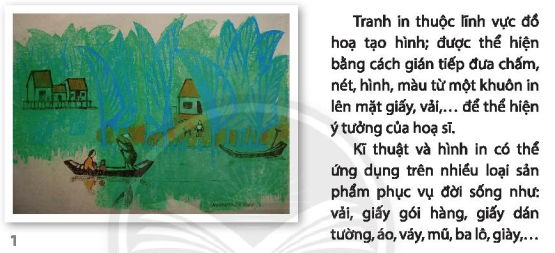 Tranh in thuộc lĩnh vực đồ
hoạ tạo hình; được thể hiện
bằng cách gián tiếp đưa chấm,
nét, hình, màu từ một khuôn in
lên mặt giấy, vải,... để thể hiện
ý tưởng của hoạ sĩ.
Kĩ thuật và hình in có thể
ứng dụng trên nhiều loại sản
phẩm phục vụ đời sống như:
vải, giấy gói hàng, giấy dán
tường, áo, váy, mũ, ba lô, giày,...
1